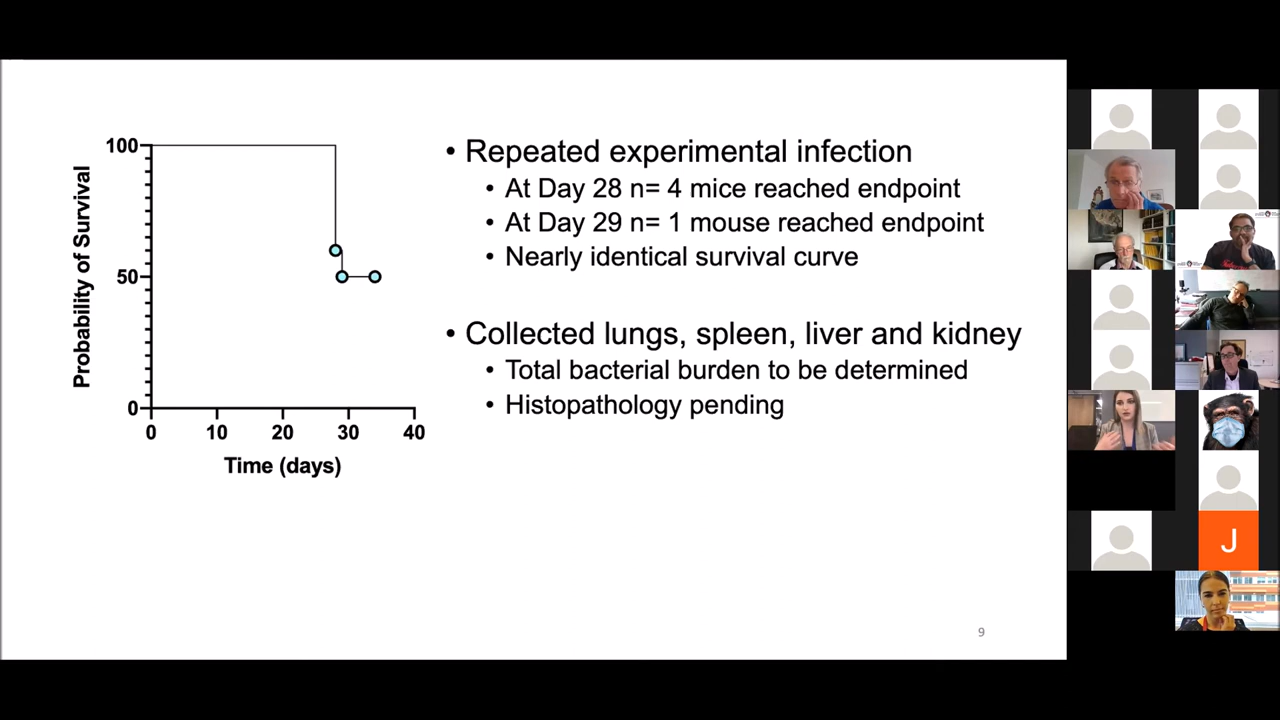 100
50
0
0 10 20 30 40
Probability of Survival
Time (days)
• Repeated experimental infection
• At Day 28 n= 4 mice reached endpoint
• At Day 29 n= 1 mouse reached endpoint
• Nearly identical survival curve
• Collected lungs, spleen, liver and kidney
• Total bacterial burden to be determined
• Histopathology pending
9
J